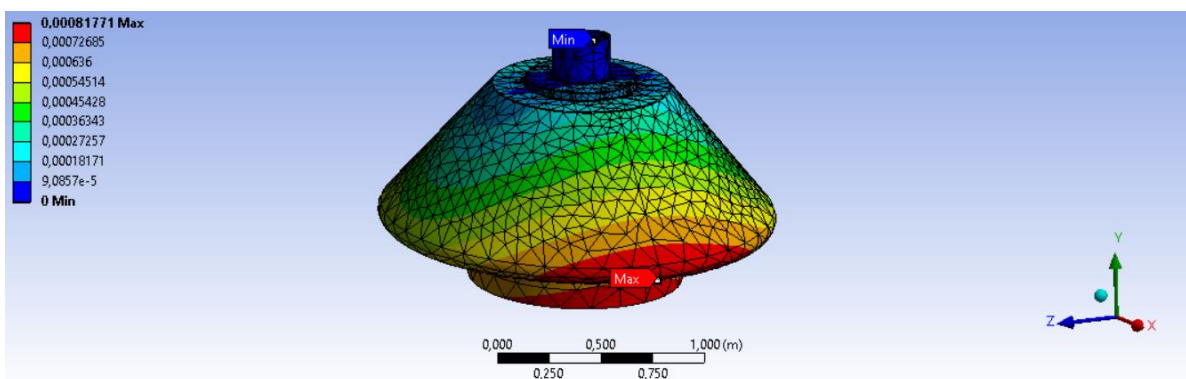 0,00081771 Max
0,00072685
0,000636
0,00054514
0,00045428
0,00036343
0,00027257
0,00018171
9,0857e-5
0 Min
Min
Max
0,000 0,500 1,000 (m)
0,250 0,750
Y
Z X